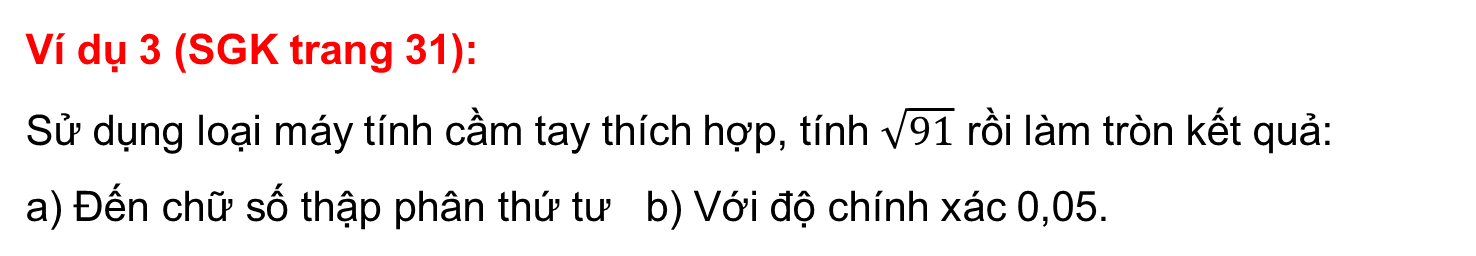 Ví dụ 3 (SGK trang 31):
Sử dụng loại máy tính cầm tay thích hợp, tính √91 rồi làm tròn kết quả:
a) Đến chữ số thập phân thứ tư b) Với độ chính xác 0,05.